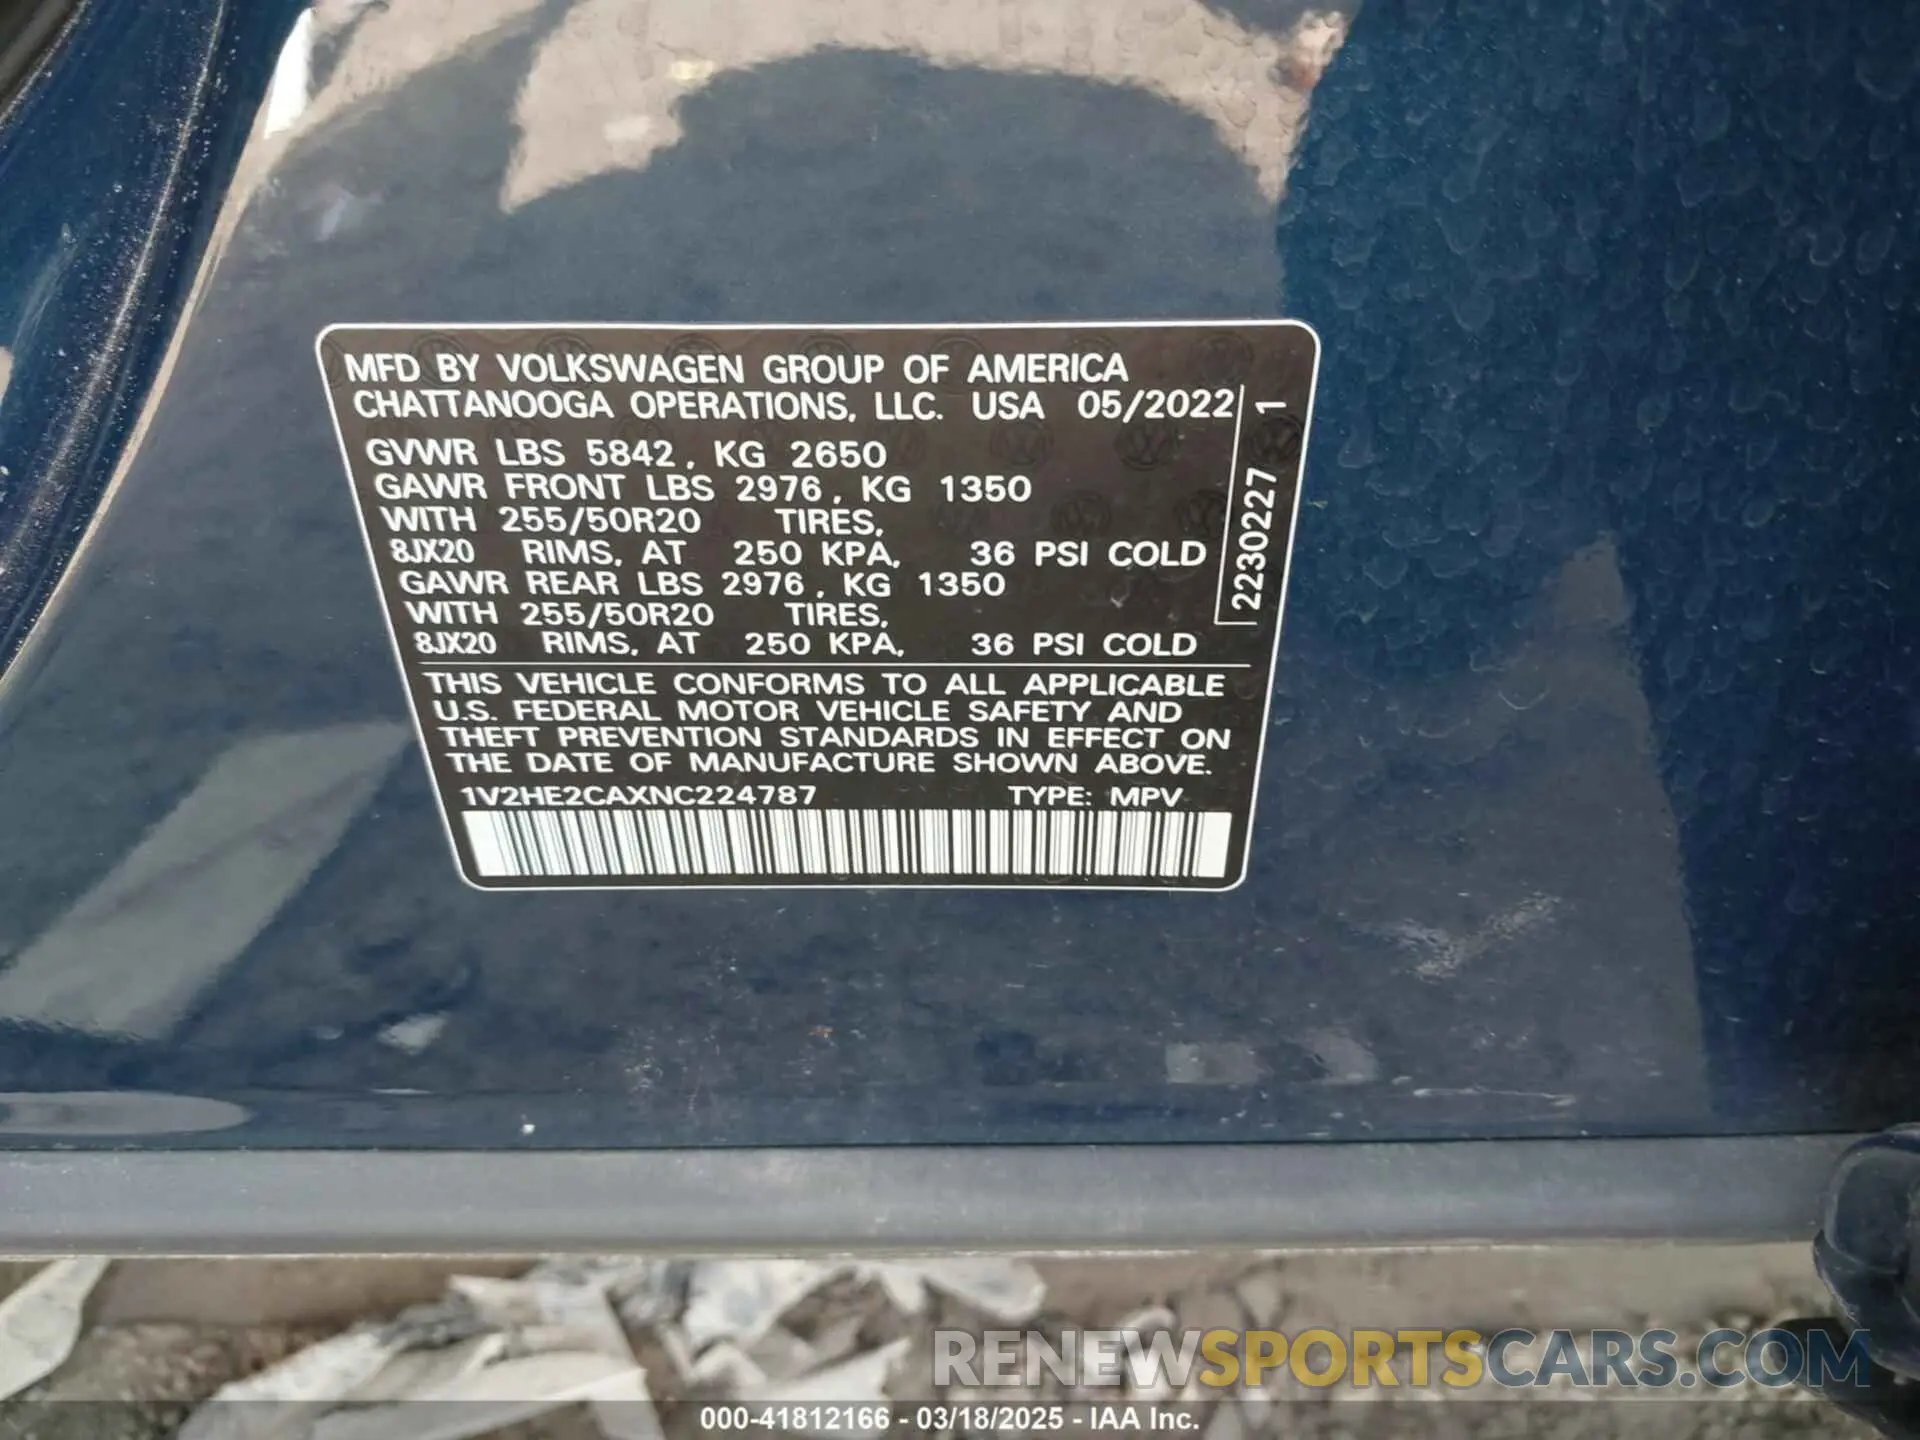 MFD BY VOLKSWAGEN GROUP OF AMERICA
CHATTANOOGA OPERATIONS, LLC. USA 05/2022
GVWR LBS 5842, KG 2650
GAWR FRONT LBS 2976, KG 1350
WITH 255/50R20 TIRES,
8JX20 RIMS, AT 250 KPA, 36 PSI COLD
GAWR REAR LBS 2976, KG 1350
WITH 255/50R20 TIRES,
8JX20 RIMS, AT 250 KPA, 36 PSI COLD
2230227 1
THIS VEHICLE CONFORMS TO ALL APPLICABLE
U.S. FEDERAL MOTOR VEHICLE SAFETY AND
THEFT PREVENTION STANDARDS IN EFFECT ON
THE DATE OF MANUFACTURE SHOWN ABOVE.
1V2HE2CAXNC224787 TYPE: MPV
RENEWSPORTSCARS.COM
000-41812166 - 03/18/2025 - IAA Inc.